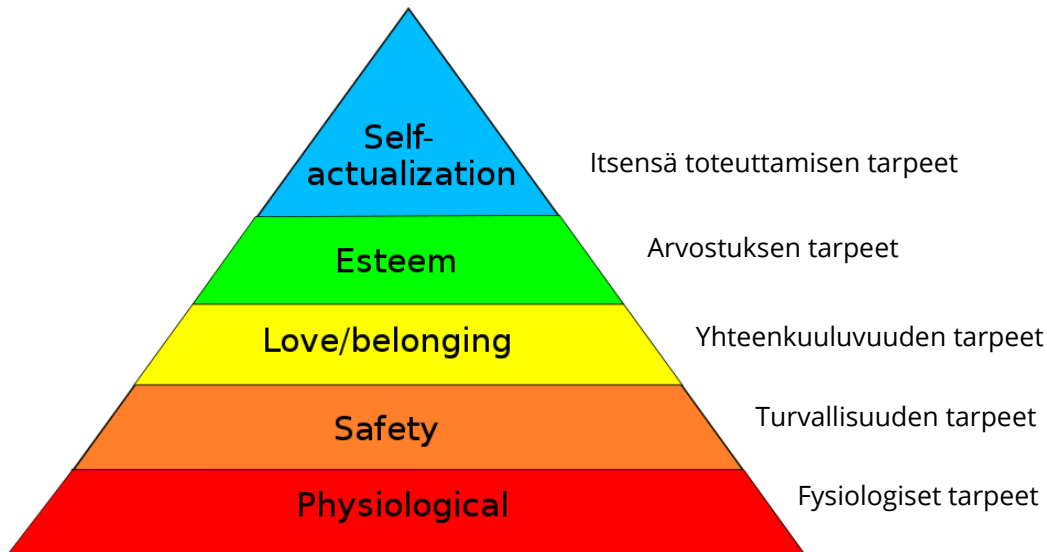 Self-
actualization
Itsensä toteuttamisen tarpeet
Esteem
Arvostuksen tarpeet
Love/belonging
Yhteenkuuluvuuden tarpeet
Safety
Turvallisuuden tarpeet
Physiological
Fysiologiset tarpeet